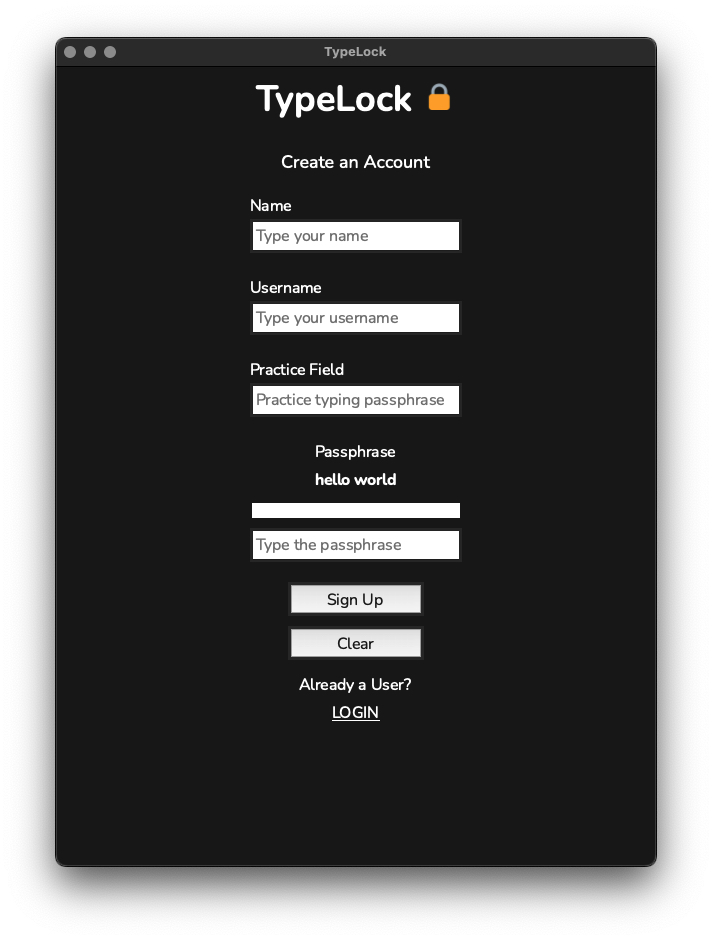 TypeLock
TypeLock 🔒
Create an Account
Name
Type your name
Username
Type your username
Practice Field
Practice typing passphrase
Passphrase
hello world
Type the passphrase
Sign Up
Clear
Already a User?
LOGIN